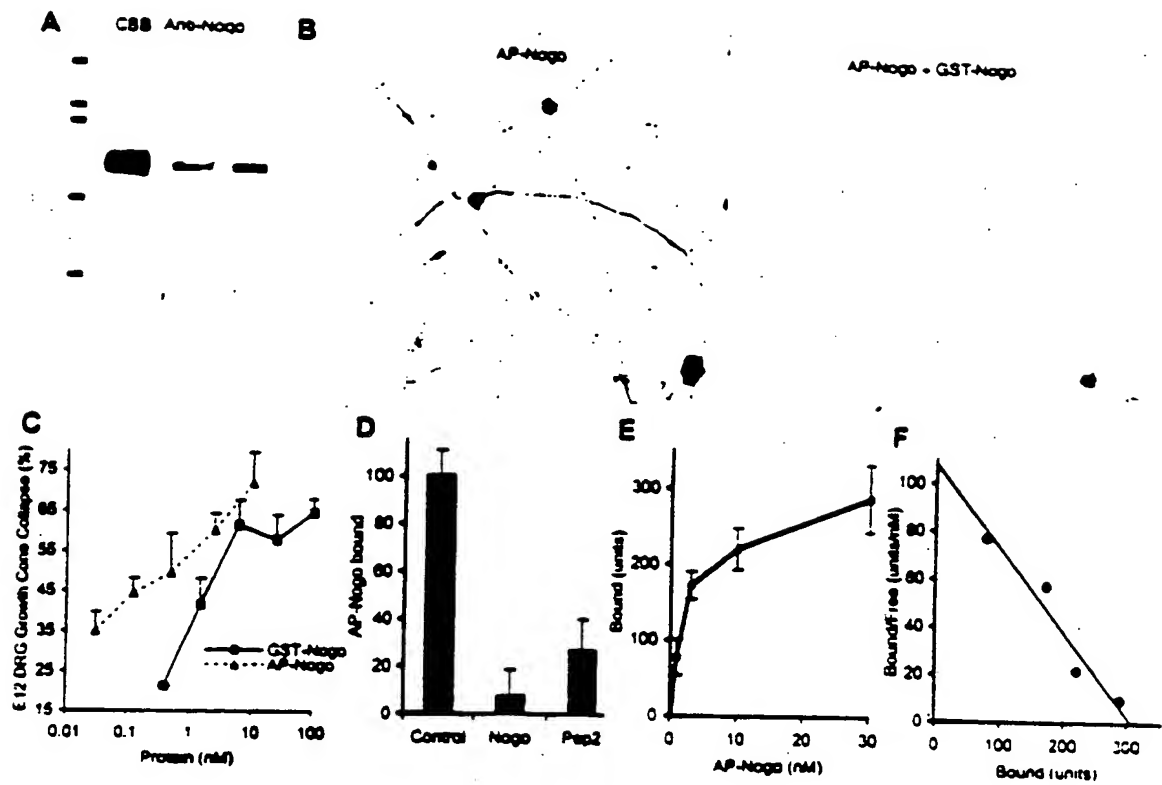 A
CBB Anti-Nogo
B
AP-Nogo
AP-Nogo + GST-Nogo
C
E12 DRG Growth Cone Collapse (%)
75
65
55
45
35
25
15
GST-Nogo
AP-Nogo
0.01 0.1 1 10 100
Protein (nM)
D
AP-Nogo bound
100
80
60
40
20
0
Control Nogo Pep2
E
Bound (units)
300
200
100
0
0 10 20 30
AP-Nogo (nM)
F
Bound/Free (units/nM)
100
80
60
40
20
0
0 100 200 300
Bound (units)